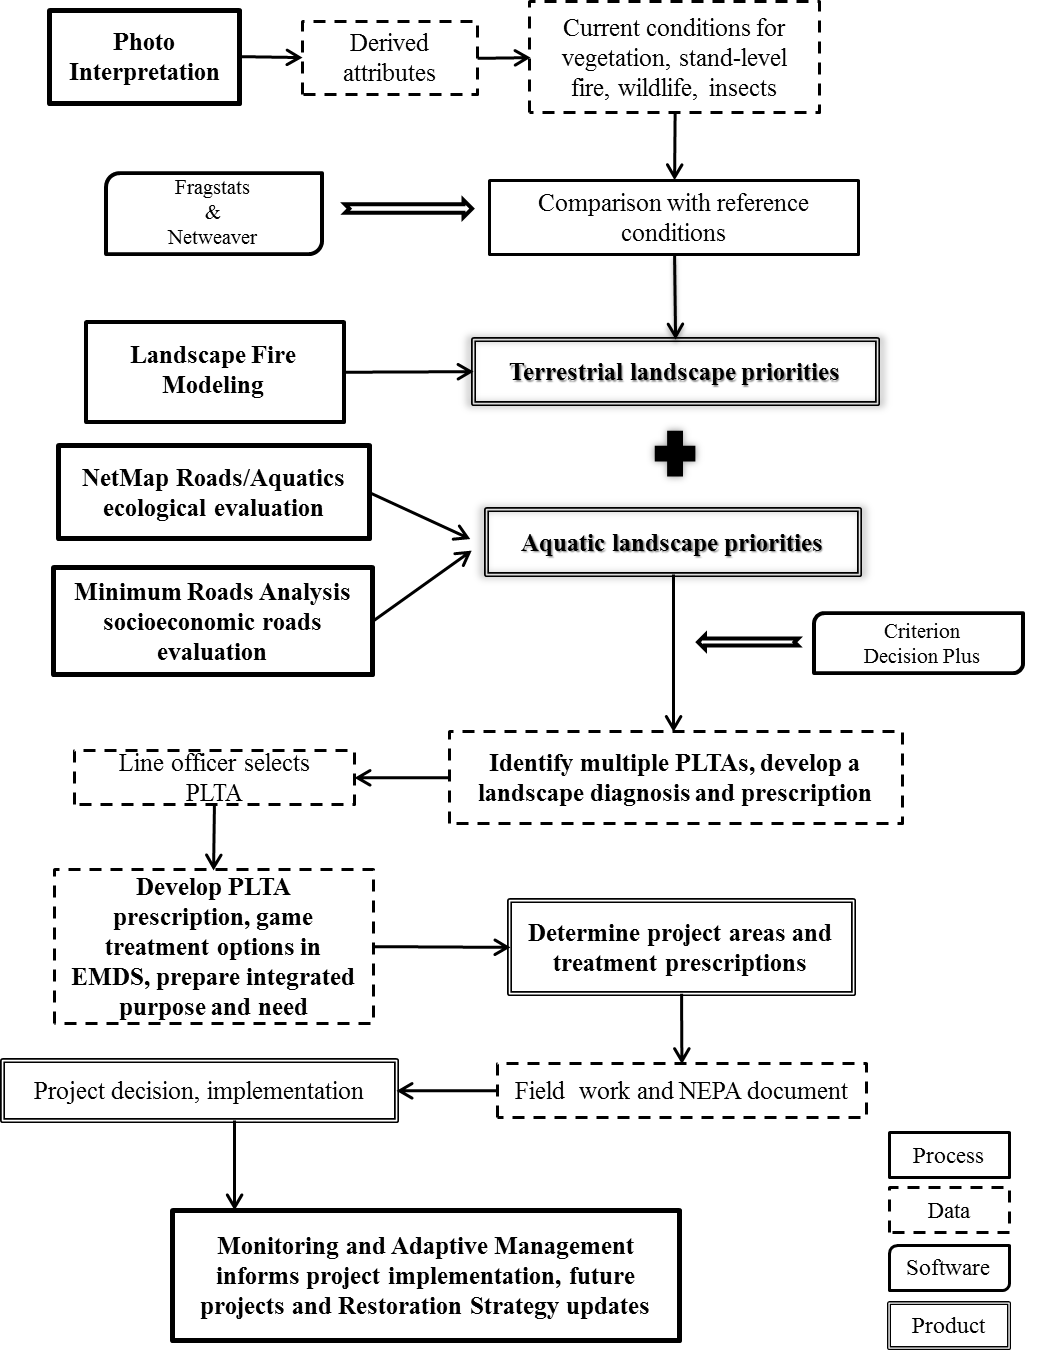 Photo
Interpretation
Derived
attributes
Current conditions for
vegetation, stand-level
fire, wildlife, insects
Fragstats
&
Netweaver
Comparison with reference
conditions
Landscape Fire
Modeling
Terrestrial landscape priorities
NetMap Roads/Aquatics
ecological evaluation
Aquatic landscape priorities
Minimum Roads Analysis
socioeconomic roads
evaluation
Criterion
Decision Plus
Line officer selects
PLTA
Identify multiple PLTAs, develop a
landscape diagnosis and prescription
Develop PLTA
prescription, game
treatment options in
EMDS, prepare integrated
purpose and need
Determine project areas and
treatment prescriptions
Project decision, implementation
Field work and NEPA document
Monitoring and Adaptive Management
informs project implementation, future
projects and Restoration Strategy updates
Process
Data
Software
Product